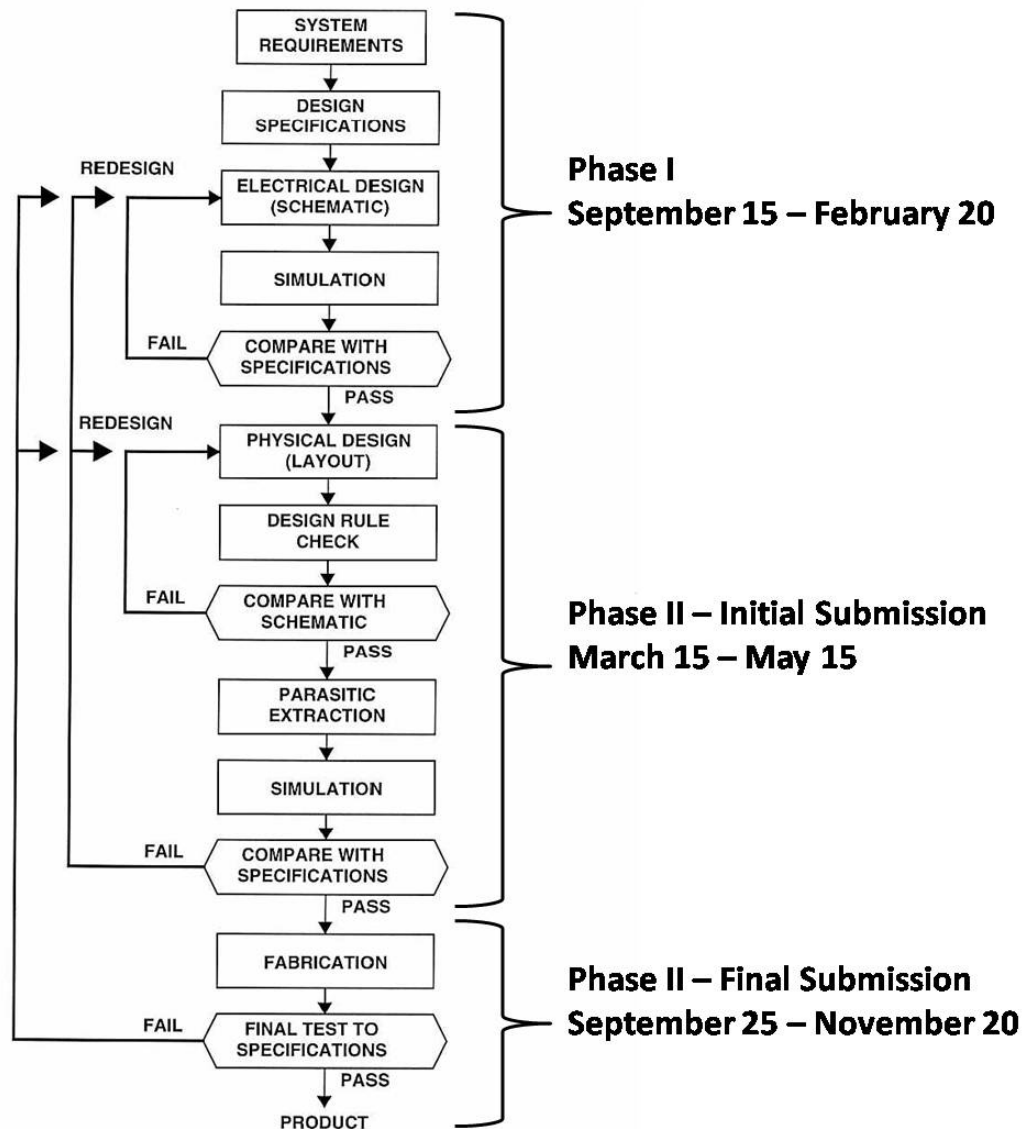 SYSTEM
REQUIREMENTS
DESIGN
SPECIFICATIONS
REDESIGN
ELECTRICAL DESIGN
(SCHEMATIC)
SIMULATION
FAIL
COMPARE WITH
SPECIFICATIONS
PASS
Phase I
September 15 – February 20
REDESIGN
PHYSICAL DESIGN
(LAYOUT)
DESIGN RULE
CHECK
FAIL
COMPARE WITH
SCHEMATIC
PASS
PARASITIC
EXTRACTION
SIMULATION
FAIL
COMPARE WITH
SPECIFICATIONS
PASS
Phase II – Initial Submission
March 15 – May 15
FABRICATION
FAIL
FINAL TEST TO
SPECIFICATIONS
PASS
PRODUCT
Phase II – Final Submission
September 25 – November 20